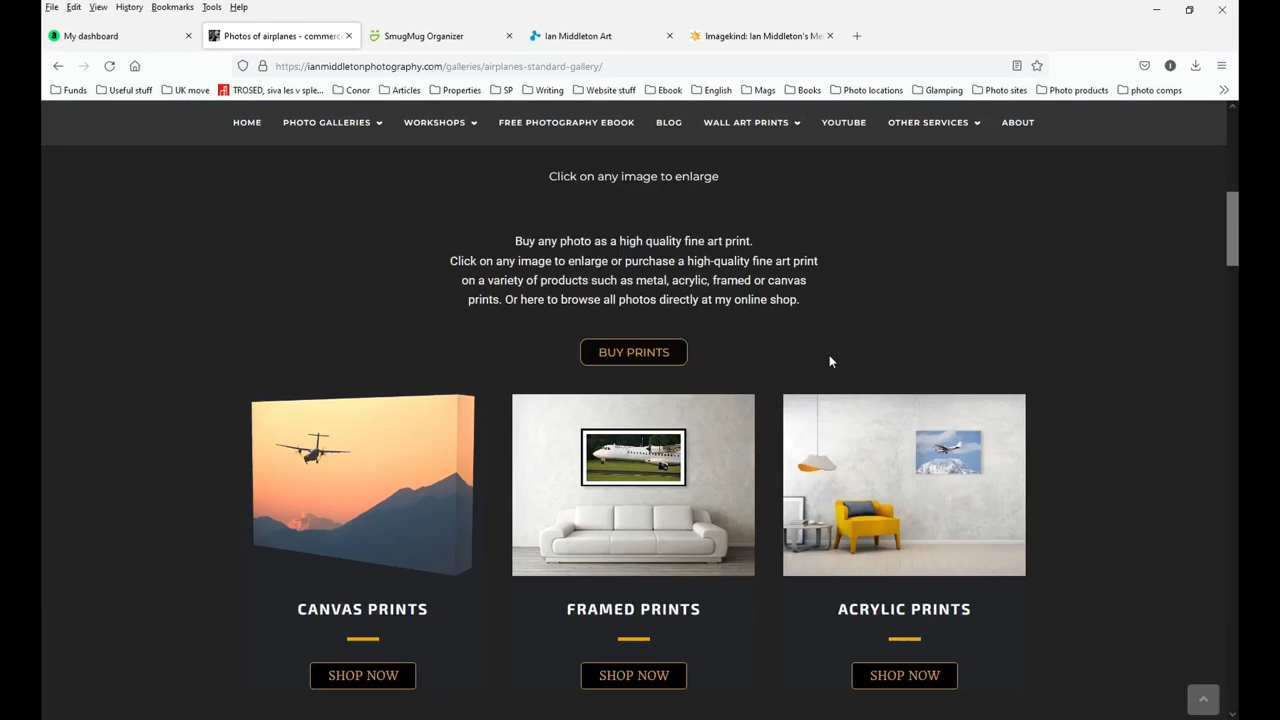 File Edit View History Bookmarks Tools Help
My dashboard
Photos of airplanes - commerc
SmugMug Organizer
Ian Middleton Art
Imagekind: Ian Middleton's Me
https://ianmiddletonphotography.com/galleries/airplanes-standard-gallery/
Funds Useful stuff UK move TROSED, siva les v sple... Conor Articles Properties SP Writing Website stuff Ebook English Mags Books Photo locations Glamping Photo sites Photo products photo comps
HOME PHOTO GALLERIES WORKSHOPS FREE PHOTOGRAPHY EBOOK BLOG WALL ART PRINTS YOUTUBE OTHER SERVICES ABOUT
Click on any image to enlarge
Buy any photo as a high quality fine art print.
Click on any image to enlarge or purchase a high-quality fine art print
on a variety of products such as metal, acrylic, framed or canvas
prints. Or here to browse all photos directly at my online shop.
BUY PRINTS
CANVAS PRINTS
FRAMED PRINTS
ACRYLIC PRINTS
SHOP NOW
SHOP NOW
SHOP NOW